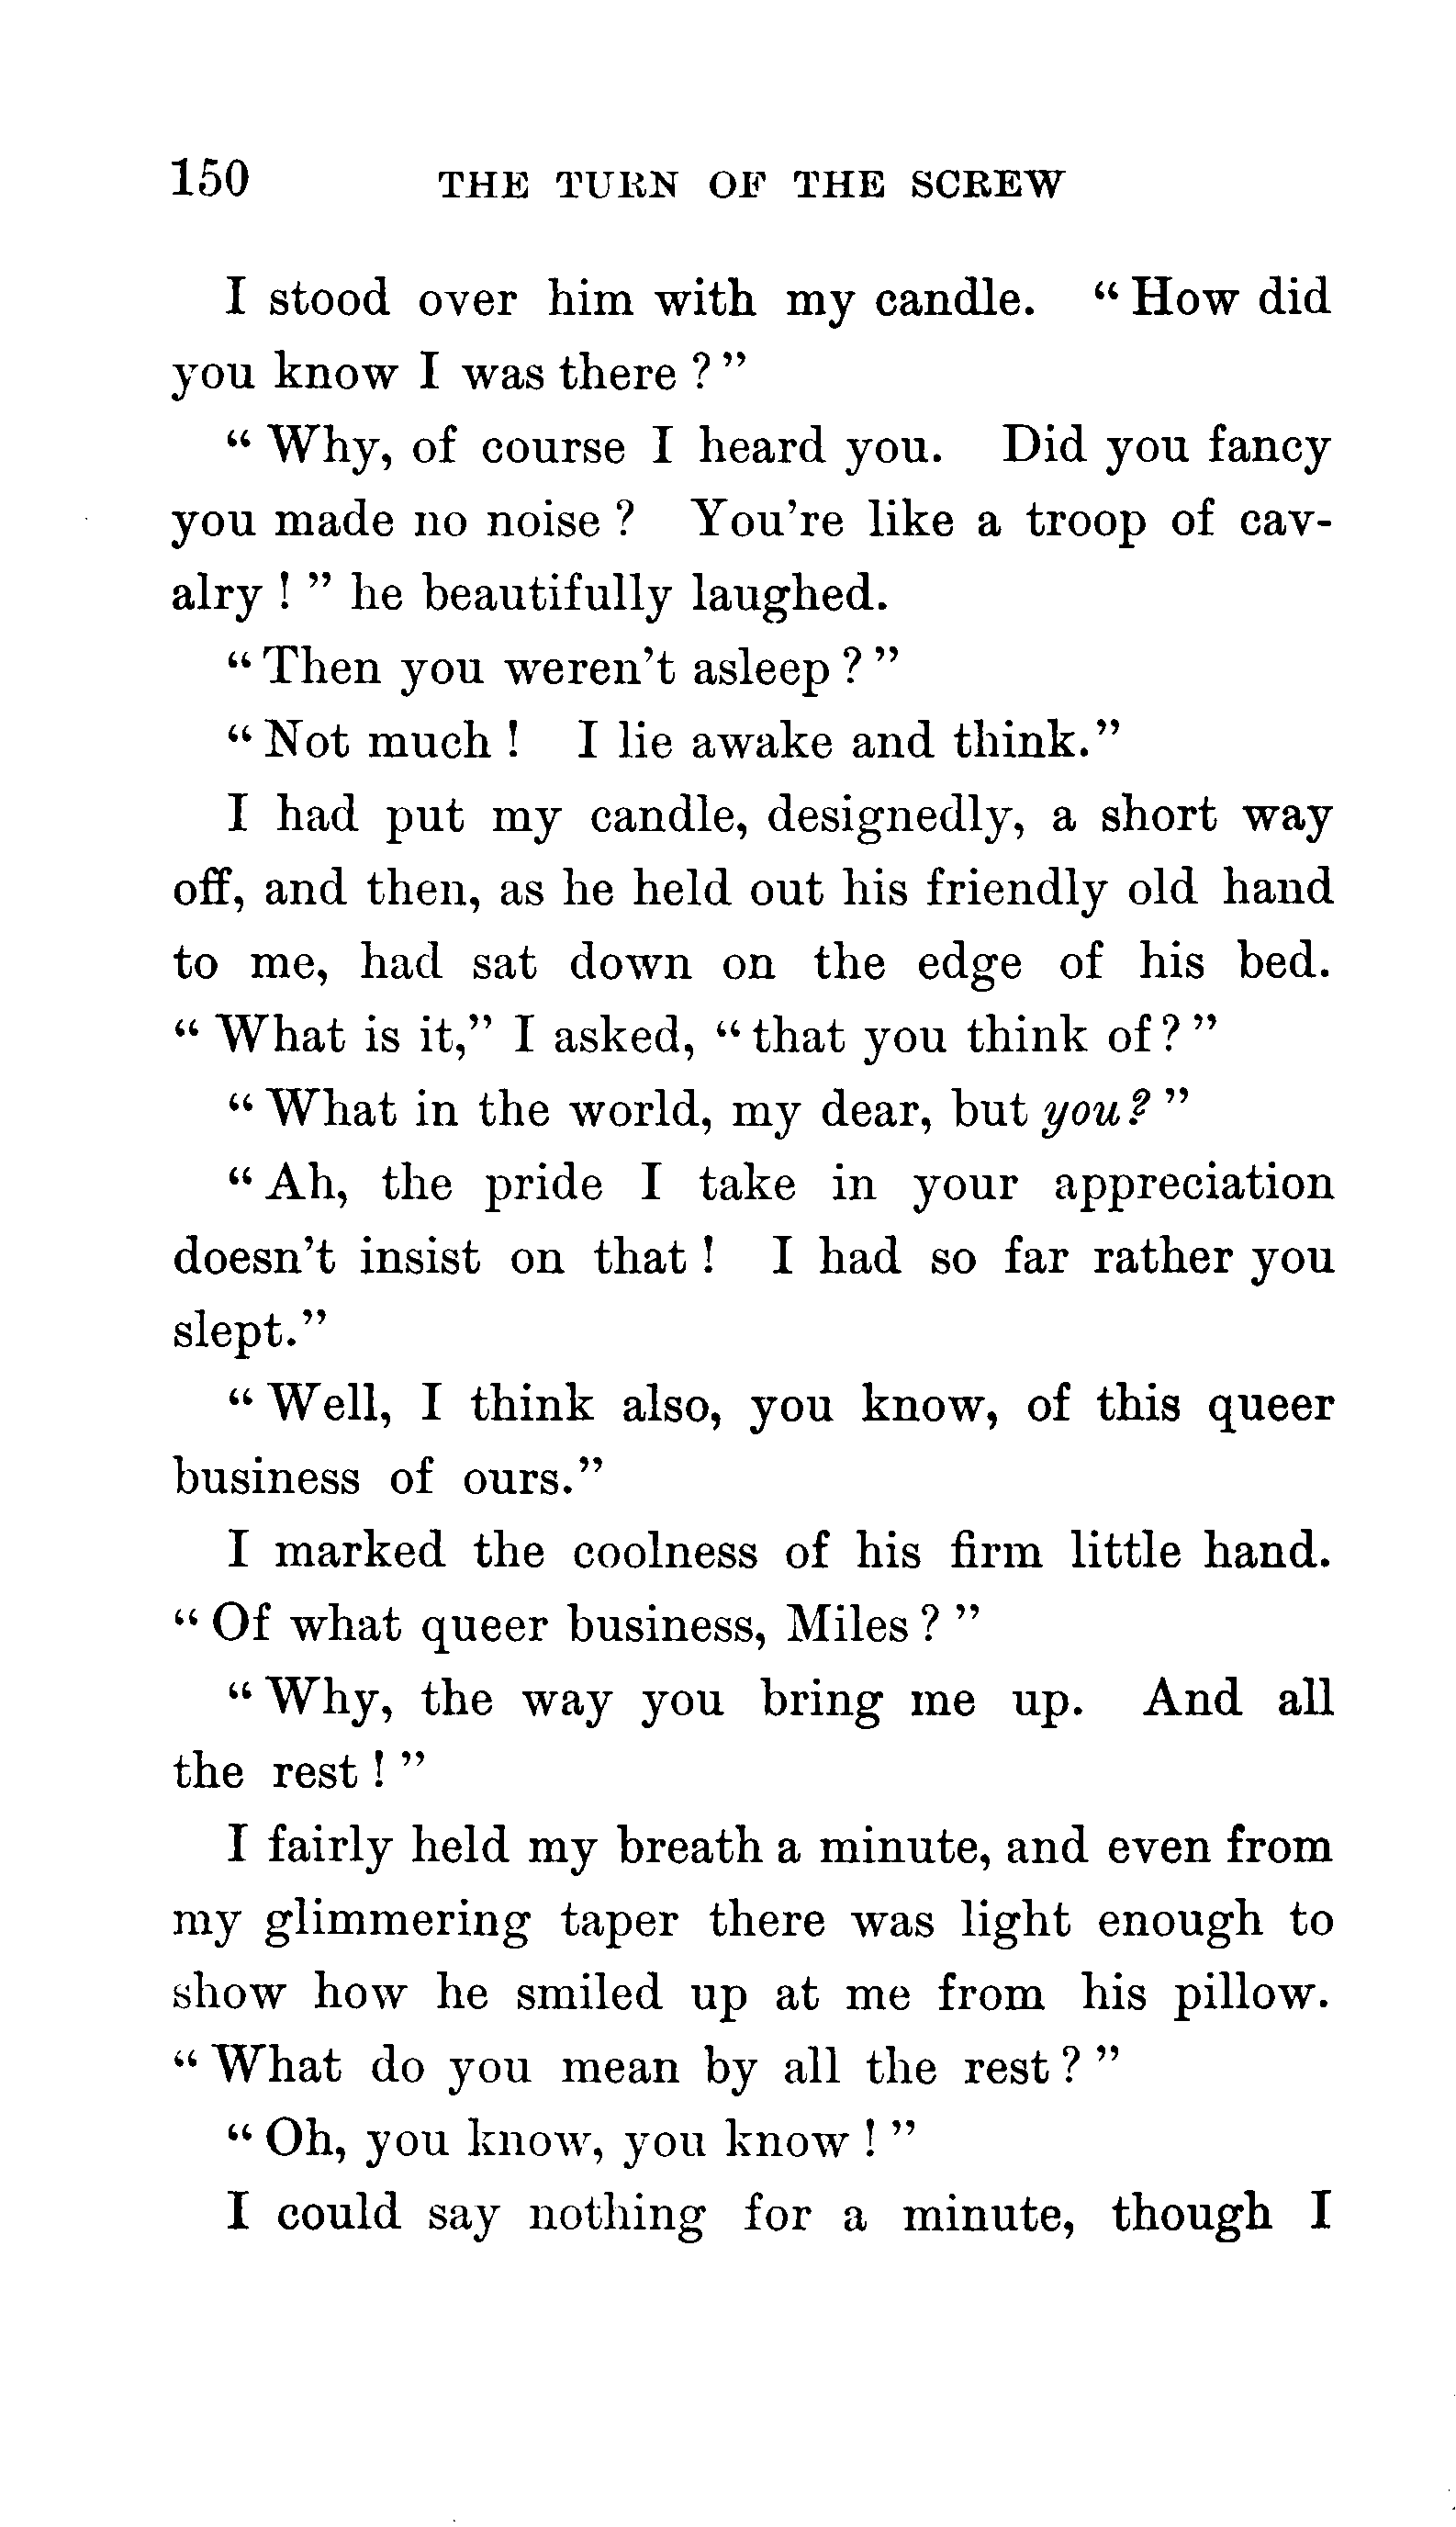 150 THE TURN OF THE SCREW
I stood over him with my candle. “How did
you know I was there?”
“Why, of course I heard you. Did you fancy
you made no noise? You're like a troop of cav-
alry!” he beautifully laughed.
“Then you weren't asleep?”
“Not much! I lie awake and think.”
I had put my candle, designedly, a short way
off, and then, as he held out his friendly old hand
to me, had sat down on the edge of his bed.
“What is it,” I asked, “that you think of?”
“What in the world, my dear, but you?”
“Ah, the pride I take in your appreciation
doesn't insist on that! I had so far rather you
slept.”
“Well, I think also, you know, of this queer
business of ours.”
I marked the coolness of his firm little hand.
“Of what queer business, Miles?”
“Why, the way you bring me up. And all
the rest!”
I fairly held my breath a minute, and even from
my glimmering taper there was light enough to
show how he smiled up at me from his pillow.
“What do you mean by all the rest?”
“Oh, you know, you know!”
I could say nothing for a minute, though I